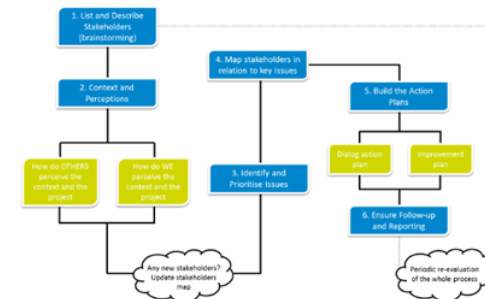 1. List and Describe
Stakeholders
(brainstorming)
2. Context and
Perceptions
How do OTHERS
perceive the
context and the
project
How do WE
perceive the
context and the
project
Any new stakeholders?
Update stakeholders
map
3. Identify and
Prioritise Issues
4. Map stakeholders in
relation to key Issues
5. Build the Action
Plans
Dialog action
plan
Improvement
plan
6. Ensure Follow-up
and Reporting
Periodic re-evaluation
of the whole process